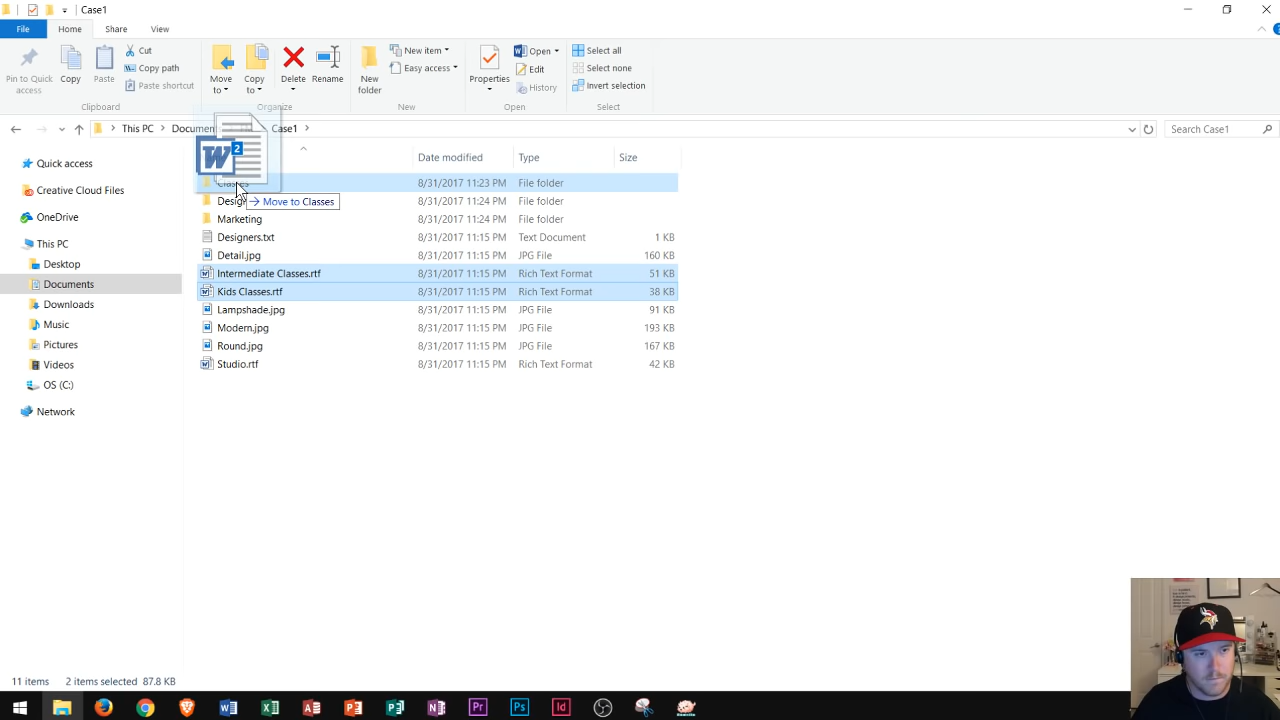 Case1
File Home Share View
Pin to Quick access
Copy
Paste
Cut
Copy path
Paste shortcut
Clipboard
Move to
Copy to
Delete
Rename
Organize
New folder
New item
Easy access
New
Properties
Open
Edit
History
Open
Select all
Select none
Invert selection
Select
This PC Documen Case1 Search Case1
Date modified Type Size
Quick access
Creative Cloud Files
OneDrive
This PC
Desktop
Documents
Downloads
Music
Pictures
Videos
OS (C:)
Network
W 2
Classes 8/31/2017 11:23 PM File folder
Desig 8/31/2017 11:24 PM File folder
Move to Classes
Marketing 8/31/2017 11:24 PM File folder
Designers.txt 8/31/2017 11:15 PM Text Document 1 KB
Detail.jpg 8/31/2017 11:15 PM JPG File 160 KB
Intermediate Classes.rtf 8/31/2017 11:15 PM Rich Text Format 51 KB
Kids Classes.rtf 8/31/2017 11:15 PM Rich Text Format 38 KB
Lampshade.jpg 8/31/2017 11:15 PM JPG File 91 KB
Modern.jpg 8/31/2017 11:15 PM JPG File 193 KB
Round.jpg 8/31/2017 11:15 PM JPG File 167 KB
Studio.rtf 8/31/2017 11:15 PM Rich Text Format 42 KB
11 items 2 items selected 87.8 KB
Pr Ps Id